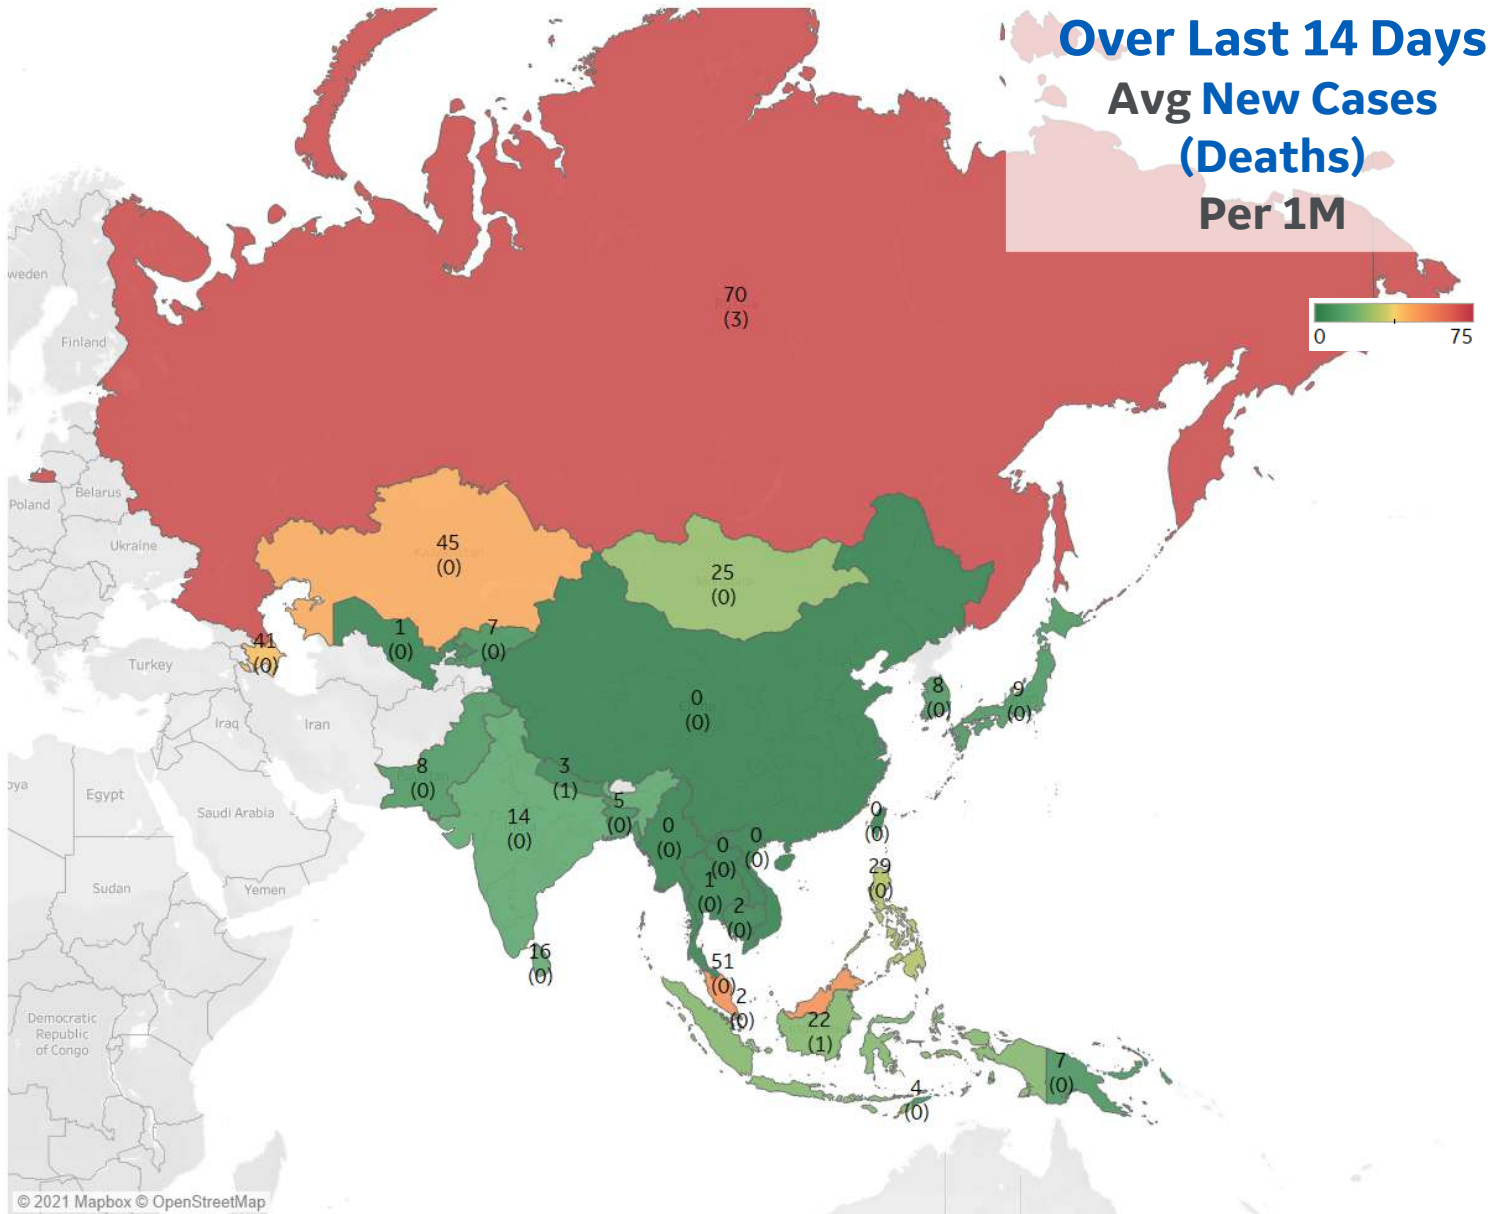 Over Last 14 Days
Avg New Cases
(Deaths)
Per 1M
0 75
70
(3)
weden
Finland
Belarus
Poland
Ukraine
45
(0)
25
(0)
1
(0)
7
(0)
41
(0)
Turkey
Iraq
Iran
0
(0)
8
(0)
9
(0)
8
(0)
3
(1)
5
(0)
14
(0)
oya
Egypt
Saudi Arabia
0
(0)
0
(0)
0
(0)
0
(0)
1
(0)
2
(0)
29
(0)
Sudan
Yemen
16
(0)
51
(0)
2
(0)
22
(1)
Democratic
Republic
of Congo
7
(0)
4
(0)
© 2021 Mapbox © OpenStreetMap